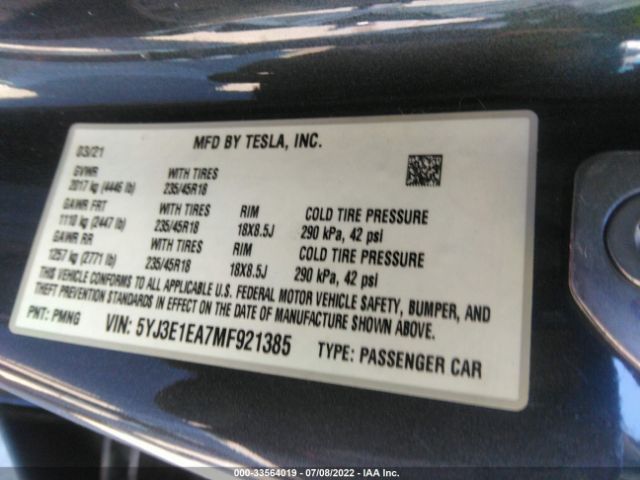 MFD BY TESLA, INC.
03/21
GVWR WITH TIRES
2017 kg (4446 lb) 235/45R18
GAWR FRT WITH TIRES RIM COLD TIRE PRESSURE
1110 kg (2447 lb) 235/45R18 18X8.5J 290 kPa, 42 psi
GAWR RR WITH TIRES RIM COLD TIRE PRESSURE
1257 kg (2771 lb) 235/45R18 18X8.5J 290 kPa, 42 psi
THIS VEHICLE CONFORMS TO ALL APPLICABLE U.S. FEDERAL MOTOR VEHICLE SAFETY, BUMPER, AND
THEFT PREVENTION STANDARDS IN EFFECT ON THE DATE OF MANUFACTURE SHOWN ABOVE.
PNT: PMNG VIN: 5YJ3E1EA7MF921385 TYPE: PASSENGER CAR
000-33564019 - 07/08/2022 - IAA Inc.